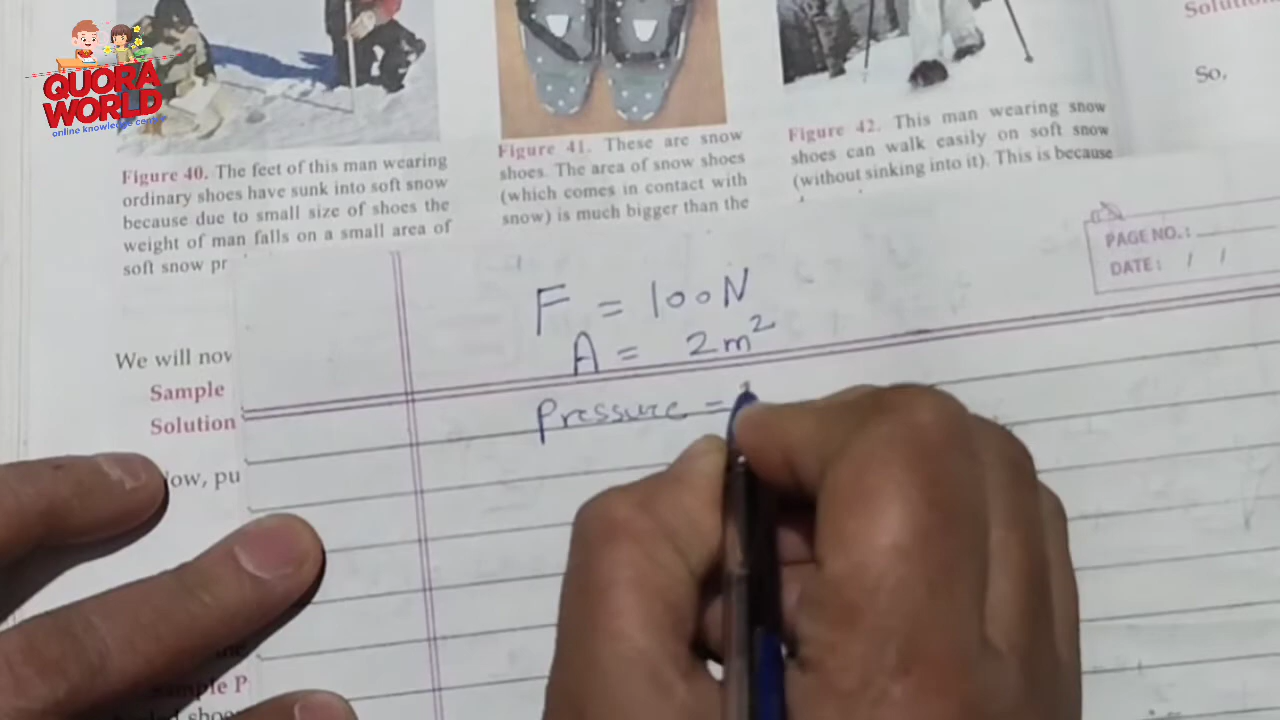 QUORA
WORLD
online knowledge center
Figure 40. The feet of this man wearing
ordinary shoes have sunk into soft snow
because due to small size of shoes the
weight of man falls on a small area of
soft snow pr
Figure 41. These are snow
shoes. The area of snow shoes
(which comes in contact with
snow) is much bigger than the
Figure 42. This man wearing snow
shoes can walk easily on soft snow
(without sinking into it). This is because
So,
PAGE NO.:
DATE: / /
F = 100N
A = 2m²
Pressure =
We will nov
Sample
Solution
ow, pu
mple P